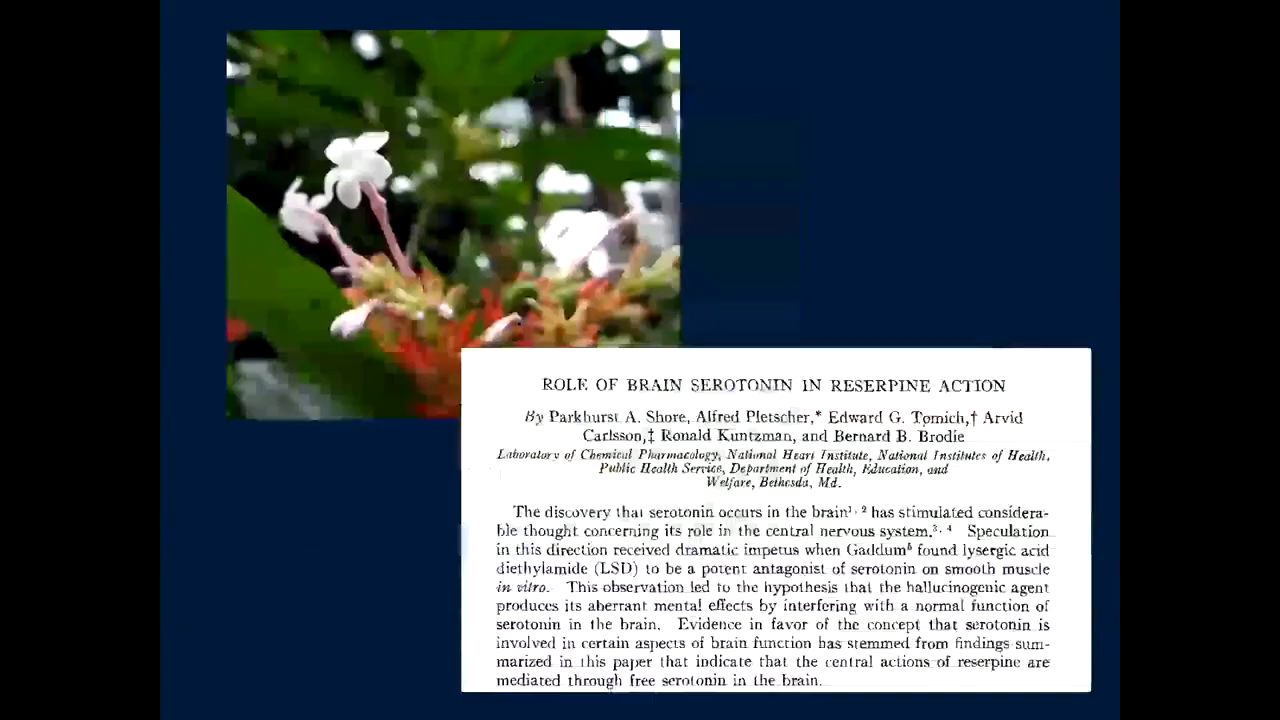 ROLE OF BRAIN SEROTONIN IN RESERPINE ACTION
By Parkhurst A. Shore, Alfred Pletscher,* Edward G. Tomich,† Arvid
Carlsson,‡ Ronald Kuntzman, and Bernard B. Brodie
Laboratory of Chemical Pharmacology, National Heart Institute, National Institutes of Health,
Public Health Service, Department of Health, Education, and
Welfare, Bethesda, Md.
The discovery that serotonin occurs in the brain¹˒ ² has stimulated considera-
ble thought concerning its role in the central nervous system.³˒ ⁴ Speculation
in this direction received dramatic impetus when Gaddum⁵ found lysergic acid
diethylamide (LSD) to be a potent antagonist of serotonin on smooth muscle
in vitro. This observation led to the hypothesis that the hallucinogenic agent
produces its aberrant mental effects by interfering with a normal function of
serotonin in the brain. Evidence in favor of the concept that serotonin is
involved in certain aspects of brain function has stemmed from findings sum-
marized in this paper that indicate that the central actions of reserpine are
mediated through free serotonin in the brain.